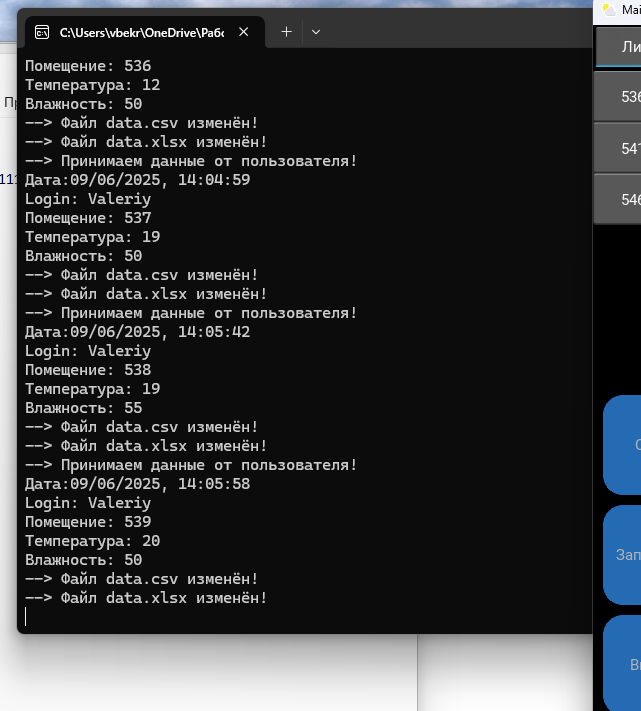 C:\Users\vbekr\OneDrive\Рабо
Mai
Помещение: 536
Температура: 12
Влажность: 50
--> Файл data.csv изменён!
--> Файл data.xlsx изменён!
--> Принимаем данные от пользователя!
Дата:09/06/2025, 14:04:59
Login: Valeriy
Помещение: 537
Температура: 19
Влажность: 50
--> Файл data.csv изменён!
--> Файл data.xlsx изменён!
--> Принимаем данные от пользователя!
Дата:09/06/2025, 14:05:42
Login: Valeriy
Помещение: 538
Температура: 19
Влажность: 55
--> Файл data.csv изменён!
--> Файл data.xlsx изменён!
--> Принимаем данные от пользователя!
Дата:09/06/2025, 14:05:58
Login: Valeriy
Помещение: 539
Температура: 20
Влажность: 50
--> Файл data.csv изменён!
--> Файл data.xlsx изменён!
Ли
536
541
546
Зап